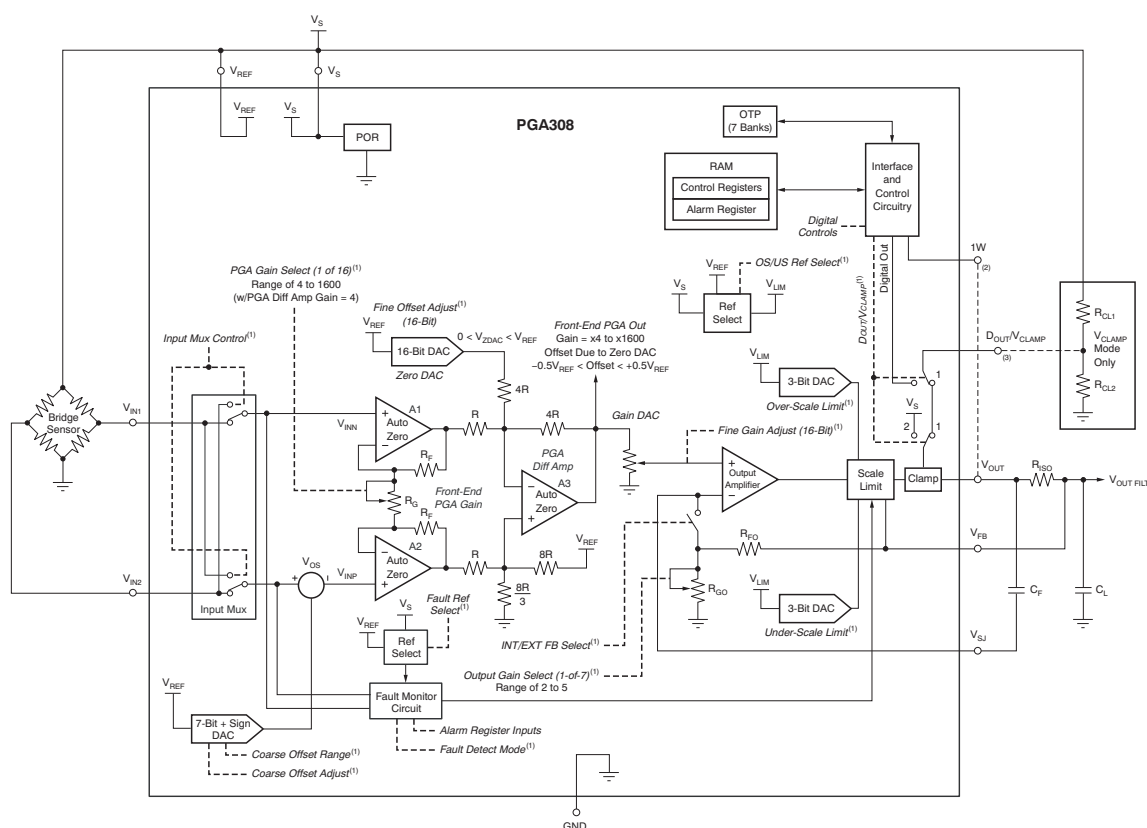 V_S
V_REF
V_S
V_REF
V_S
POR
PGA308
OTP
(7 Banks)
RAM
Control Registers
Alarm Register
Interface
and
Control
Circuitry
Digital
Controls
1W
(2)
D_OUT/V_CLAMP(1)
Digital Out
V_REF
OS/US Ref Select(1)
V_S
V_LIM
Ref
Select
PGA Gain Select (1 of 16)(1)
Range of 4 to 1600
(w/PGA Diff Amp Gain = 4)
Fine Offset Adjust(1)
(16-Bit)
V_REF
0 < V_ZDAC < V_REF
16-Bit DAC
Zero DAC
Front-End PGA Out
Gain = x4 to x1600
Offset Due to Zero DAC
−0.5V_REF < Offset < +0.5V_REF
Input Mux Control(1)
R_CL1
V_CLAMP
Mode
Only
R_CL2
D_OUT/V_CLAMP
(3)
V_LIM
3-Bit DAC
Over-Scale Limit(1)
1
V_S
2
1
4R
Bridge
Sensor
V_IN1
V_INN
+
−
A1
Auto
Zero
R
4R
Gain DAC
Fine Gain Adjust (16-Bit)(1)
R_F
R_G
Front-End
PGA Gain
R_F
PGA
Diff Amp
−
+
A3
Auto
Zero
+
−
Output
Amplifier
Scale
Limit
Clamp
V_OUT
R_ISO
V_OUT FILT
V_IN2
Input Mux
V_OS
+
−
V_INP
−
+
A2
Auto
Zero
R
8R
V_REF
8R
3
R_FO
V_FB
R_GO
V_LIM
3-Bit DAC
Under-Scale Limit(1)
C_F
C_L
V_SJ
V_S
Fault Ref
Select(1)
V_REF
Ref
Select
INT/EXT FB Select(1)
Output Gain Select (1-of-7)(1)
Range of 2 to 5
V_REF
7-Bit + Sign
DAC
Fault Monitor
Circuit
Alarm Register Inputs
Fault Detect Mode(1)
Coarse Offset Range(1)
Coarse Offset Adjust(1)
GND